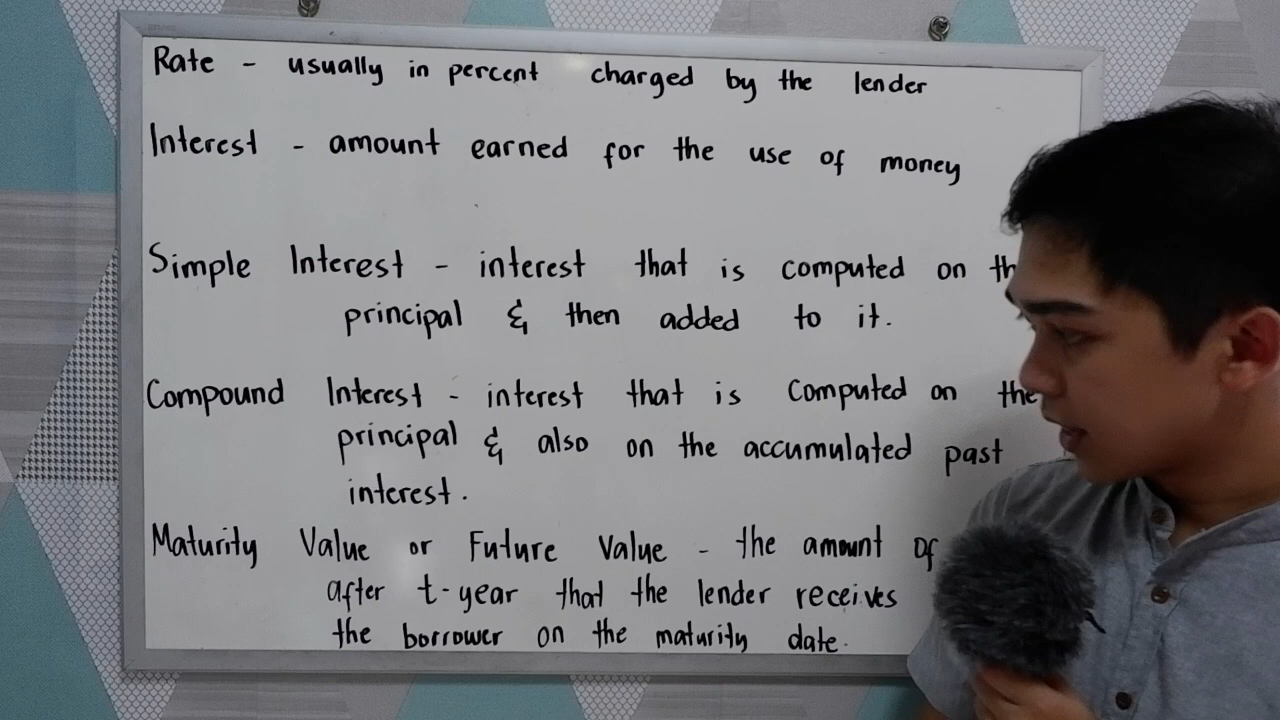 Rate - usually in percent charged by the lender
Interest - amount earned for the use of money
Simple Interest - interest that is computed on
principal & then added to it.
Compound Interest - interest that is computed on the
principal & also on the accumulated past
interest.
Maturity Value or Future Value - the amount of
after t-year that the lender receives
the borrower on the maturity date.